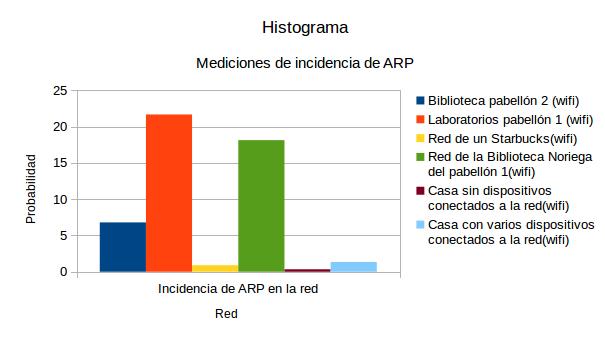 Histograma
Mediciones de incidencia de ARP
25
20
15
10
5
0
Probabilidad
Incidencia de ARP en la red
Red
Biblioteca pabellón 2 (wifi)
Laboratorios pabellón 1 (wifi)
Red de un Starbucks(wifi)
Red de la Biblioteca Noriega
del pabellón 1(wifi)
Casa sin dispositivos
conectados a la red(wifi)
Casa con varios dispositivos
conectados a la red(wifi)